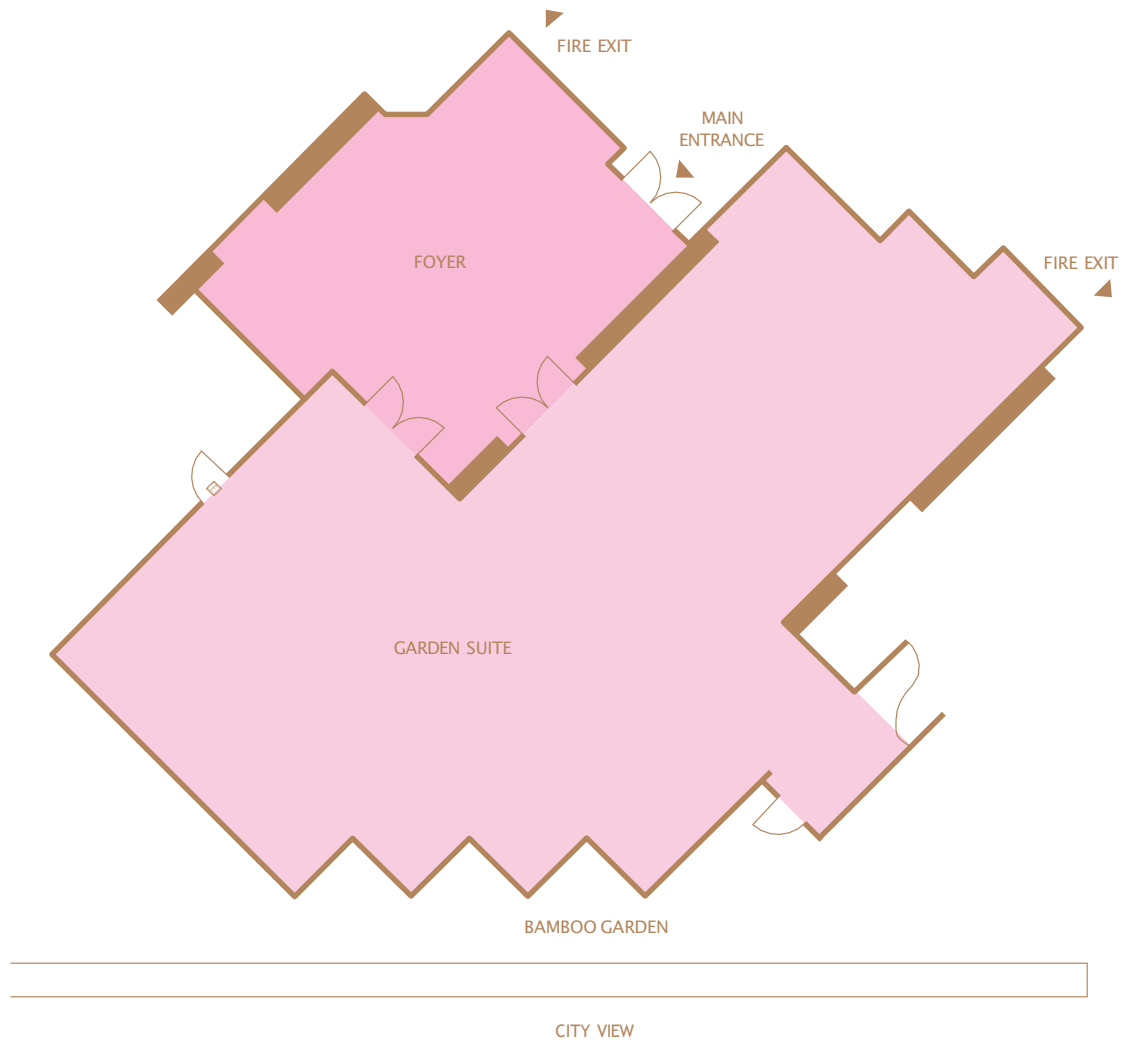 FIRE EXIT
MAIN
ENTRANCE
FOYER
FIRE EXIT
GARDEN SUITE
BAMBOO GARDEN
CITY VIEW